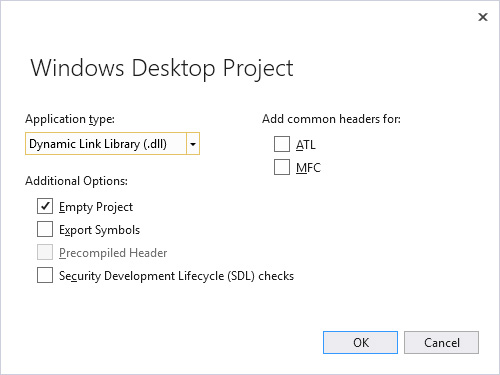 Windows Desktop Project
Application type:
Dynamic Link Library (.dll)
Additional Options:
Empty Project
Export Symbols
Precompiled Header
Security Development Lifecycle (SDL) checks
Add common headers for:
ATL
MFC
OK
Cancel